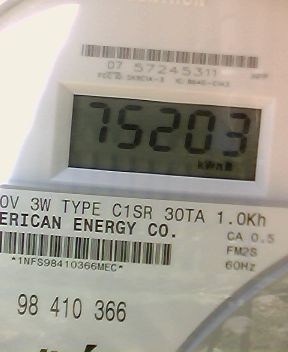 07 57245311
75203
kWh
0V 3W TYPE C1SR 30TA 1.0Kh
ERICAN ENERGY CO.
CA 0.5
*1NFS98410366MEC*
FM2S
60Hz
98 410 366